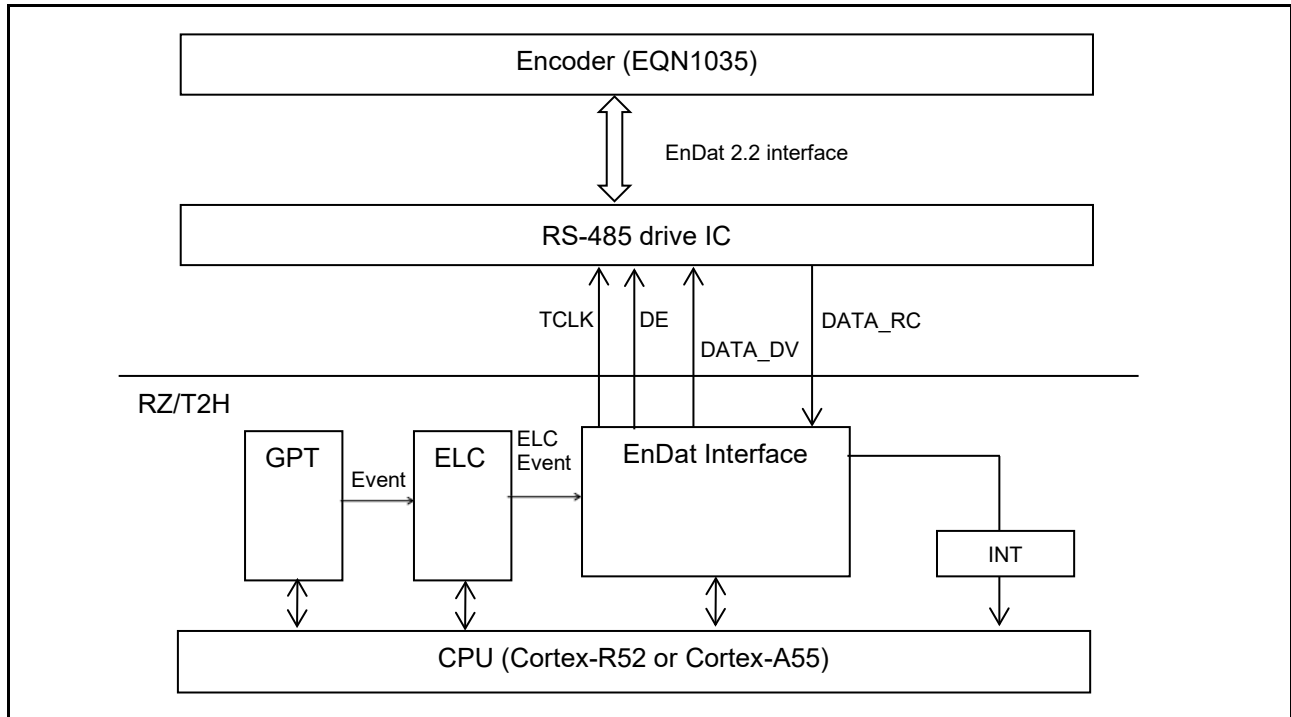 Encoder (EQN1035)
EnDat 2.2 interface
RS-485 drive IC
TCLK
DE
DATA_DV
DATA_RC
RZ/T2H
GPT
Event
ELC
ELC
Event
EnDat Interface
INT
CPU (Cortex-R52 or Cortex-A55)